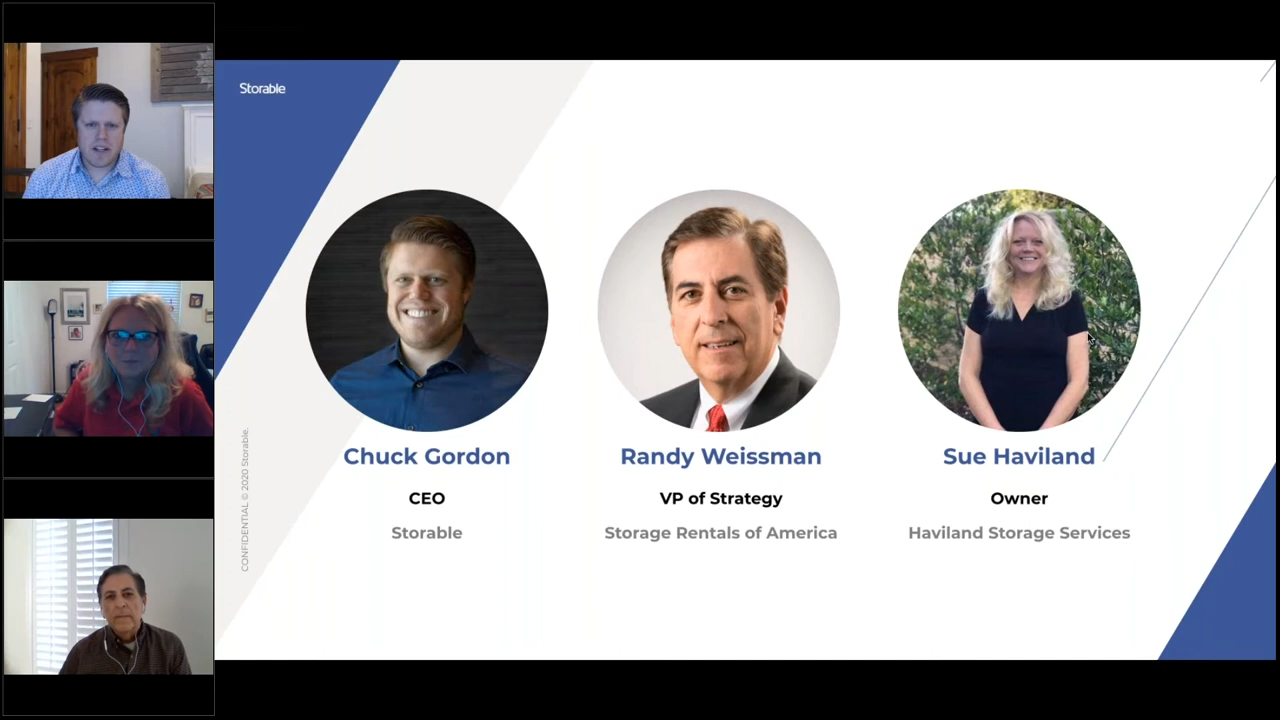 Storable
Chuck Gordon
CEO
Storable
Randy Weissman
VP of Strategy
Storage Rentals of America
Sue Haviland
Owner
Haviland Storage Services
CONFIDENTIAL © 2020 Storable.